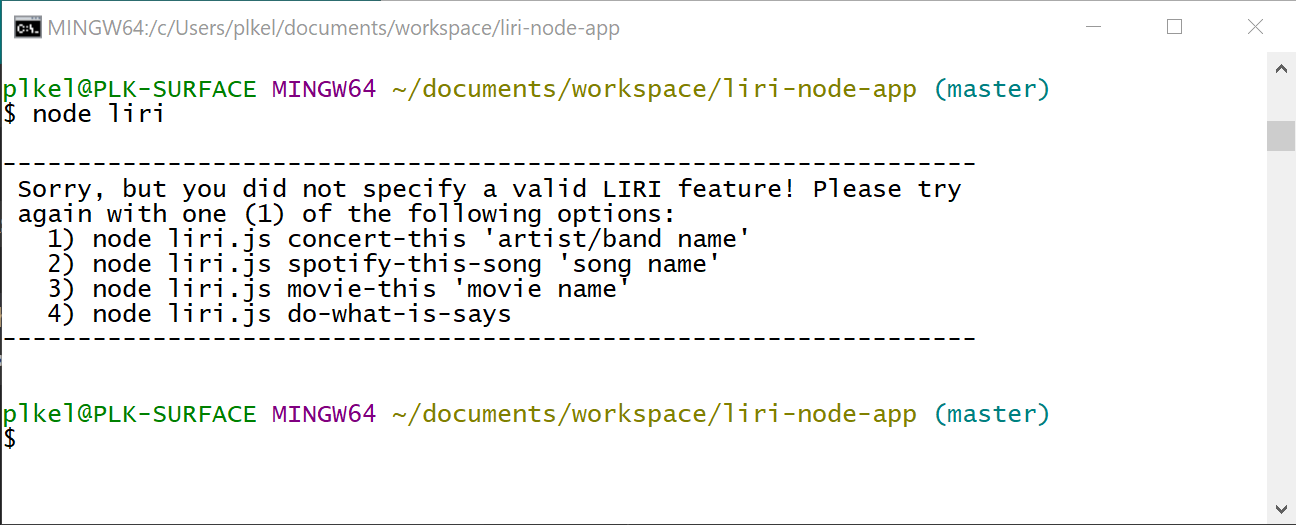 MINGW64:/c/Users/plkel/documents/workspace/liri-node-app
plkel@PLK-SURFACE MINGW64 ~/documents/workspace/liri-node-app (master)
$ node liri
-----------------------------------------------------------------
Sorry, but you did not specify a valid LIRI feature! Please try
again with one (1) of the following options:
1) node liri.js concert-this 'artist/band name'
2) node liri.js spotify-this-song 'song name'
3) node liri.js movie-this 'movie name'
4) node liri.js do-what-is-says
-----------------------------------------------------------------
plkel@PLK-SURFACE MINGW64 ~/documents/workspace/liri-node-app (master)
$